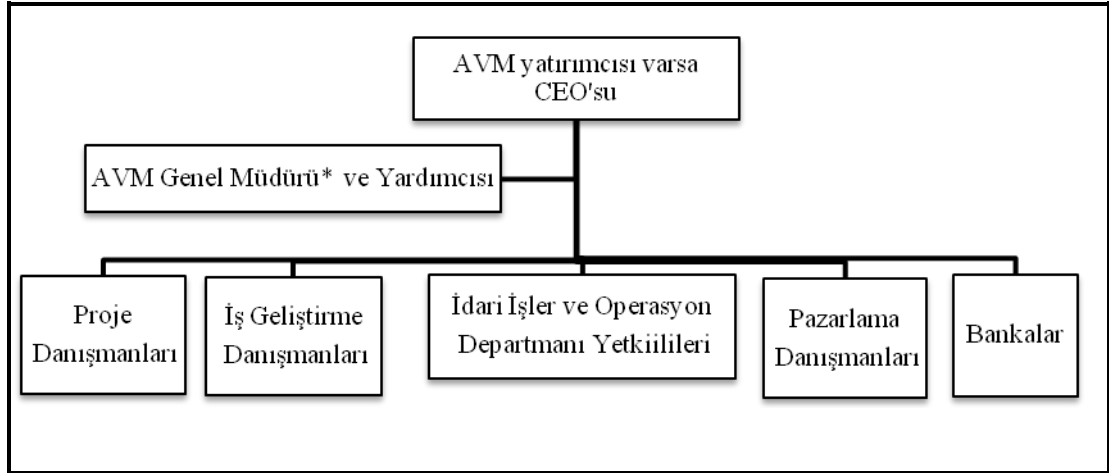 AVM yatırımcısı varsa
CEO'su
AVM Genel Müdürü* ve Yardımcısı
Proje
Danışmanları
İş Geliştirme
Danışmanları
İdari İşler ve Operasyon
Departmanı Yetkiilileri
Pazarlama
Danışmanları
Bankalar